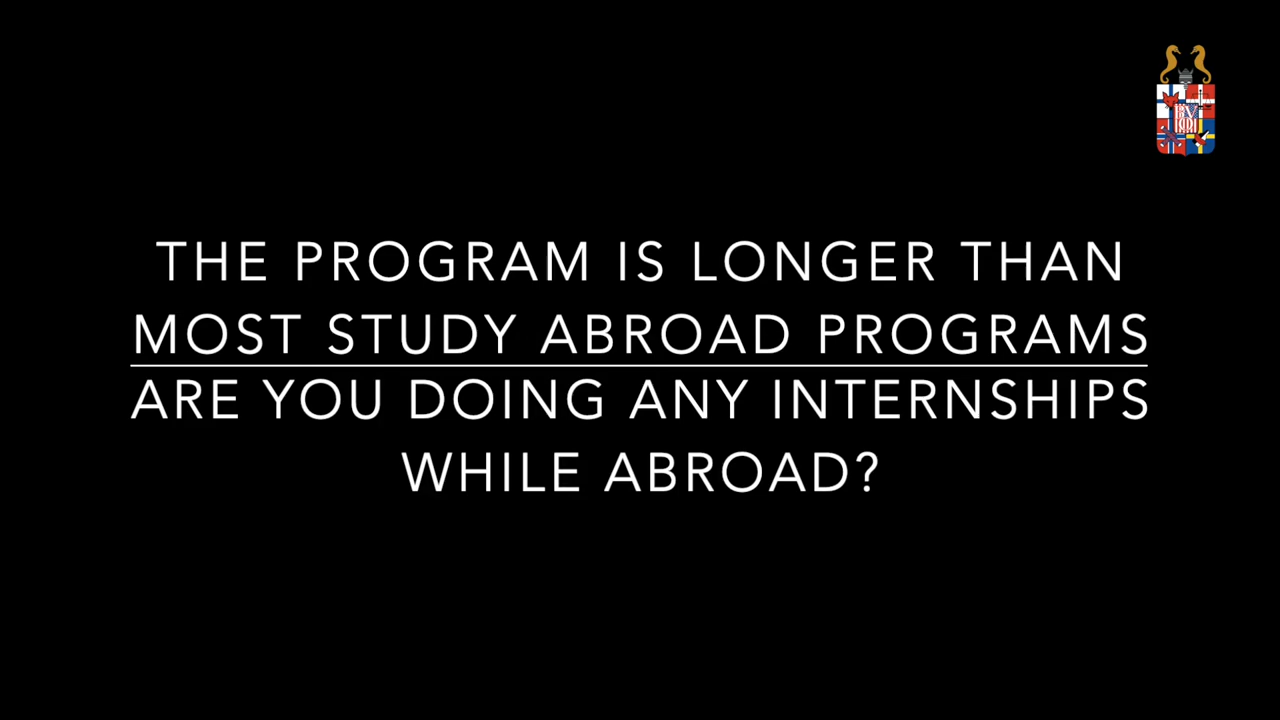 THE PROGRAM IS LONGER THAN
MOST STUDY ABROAD PROGRAMS
ARE YOU DOING ANY INTERNSHIPS
WHILE ABROAD?